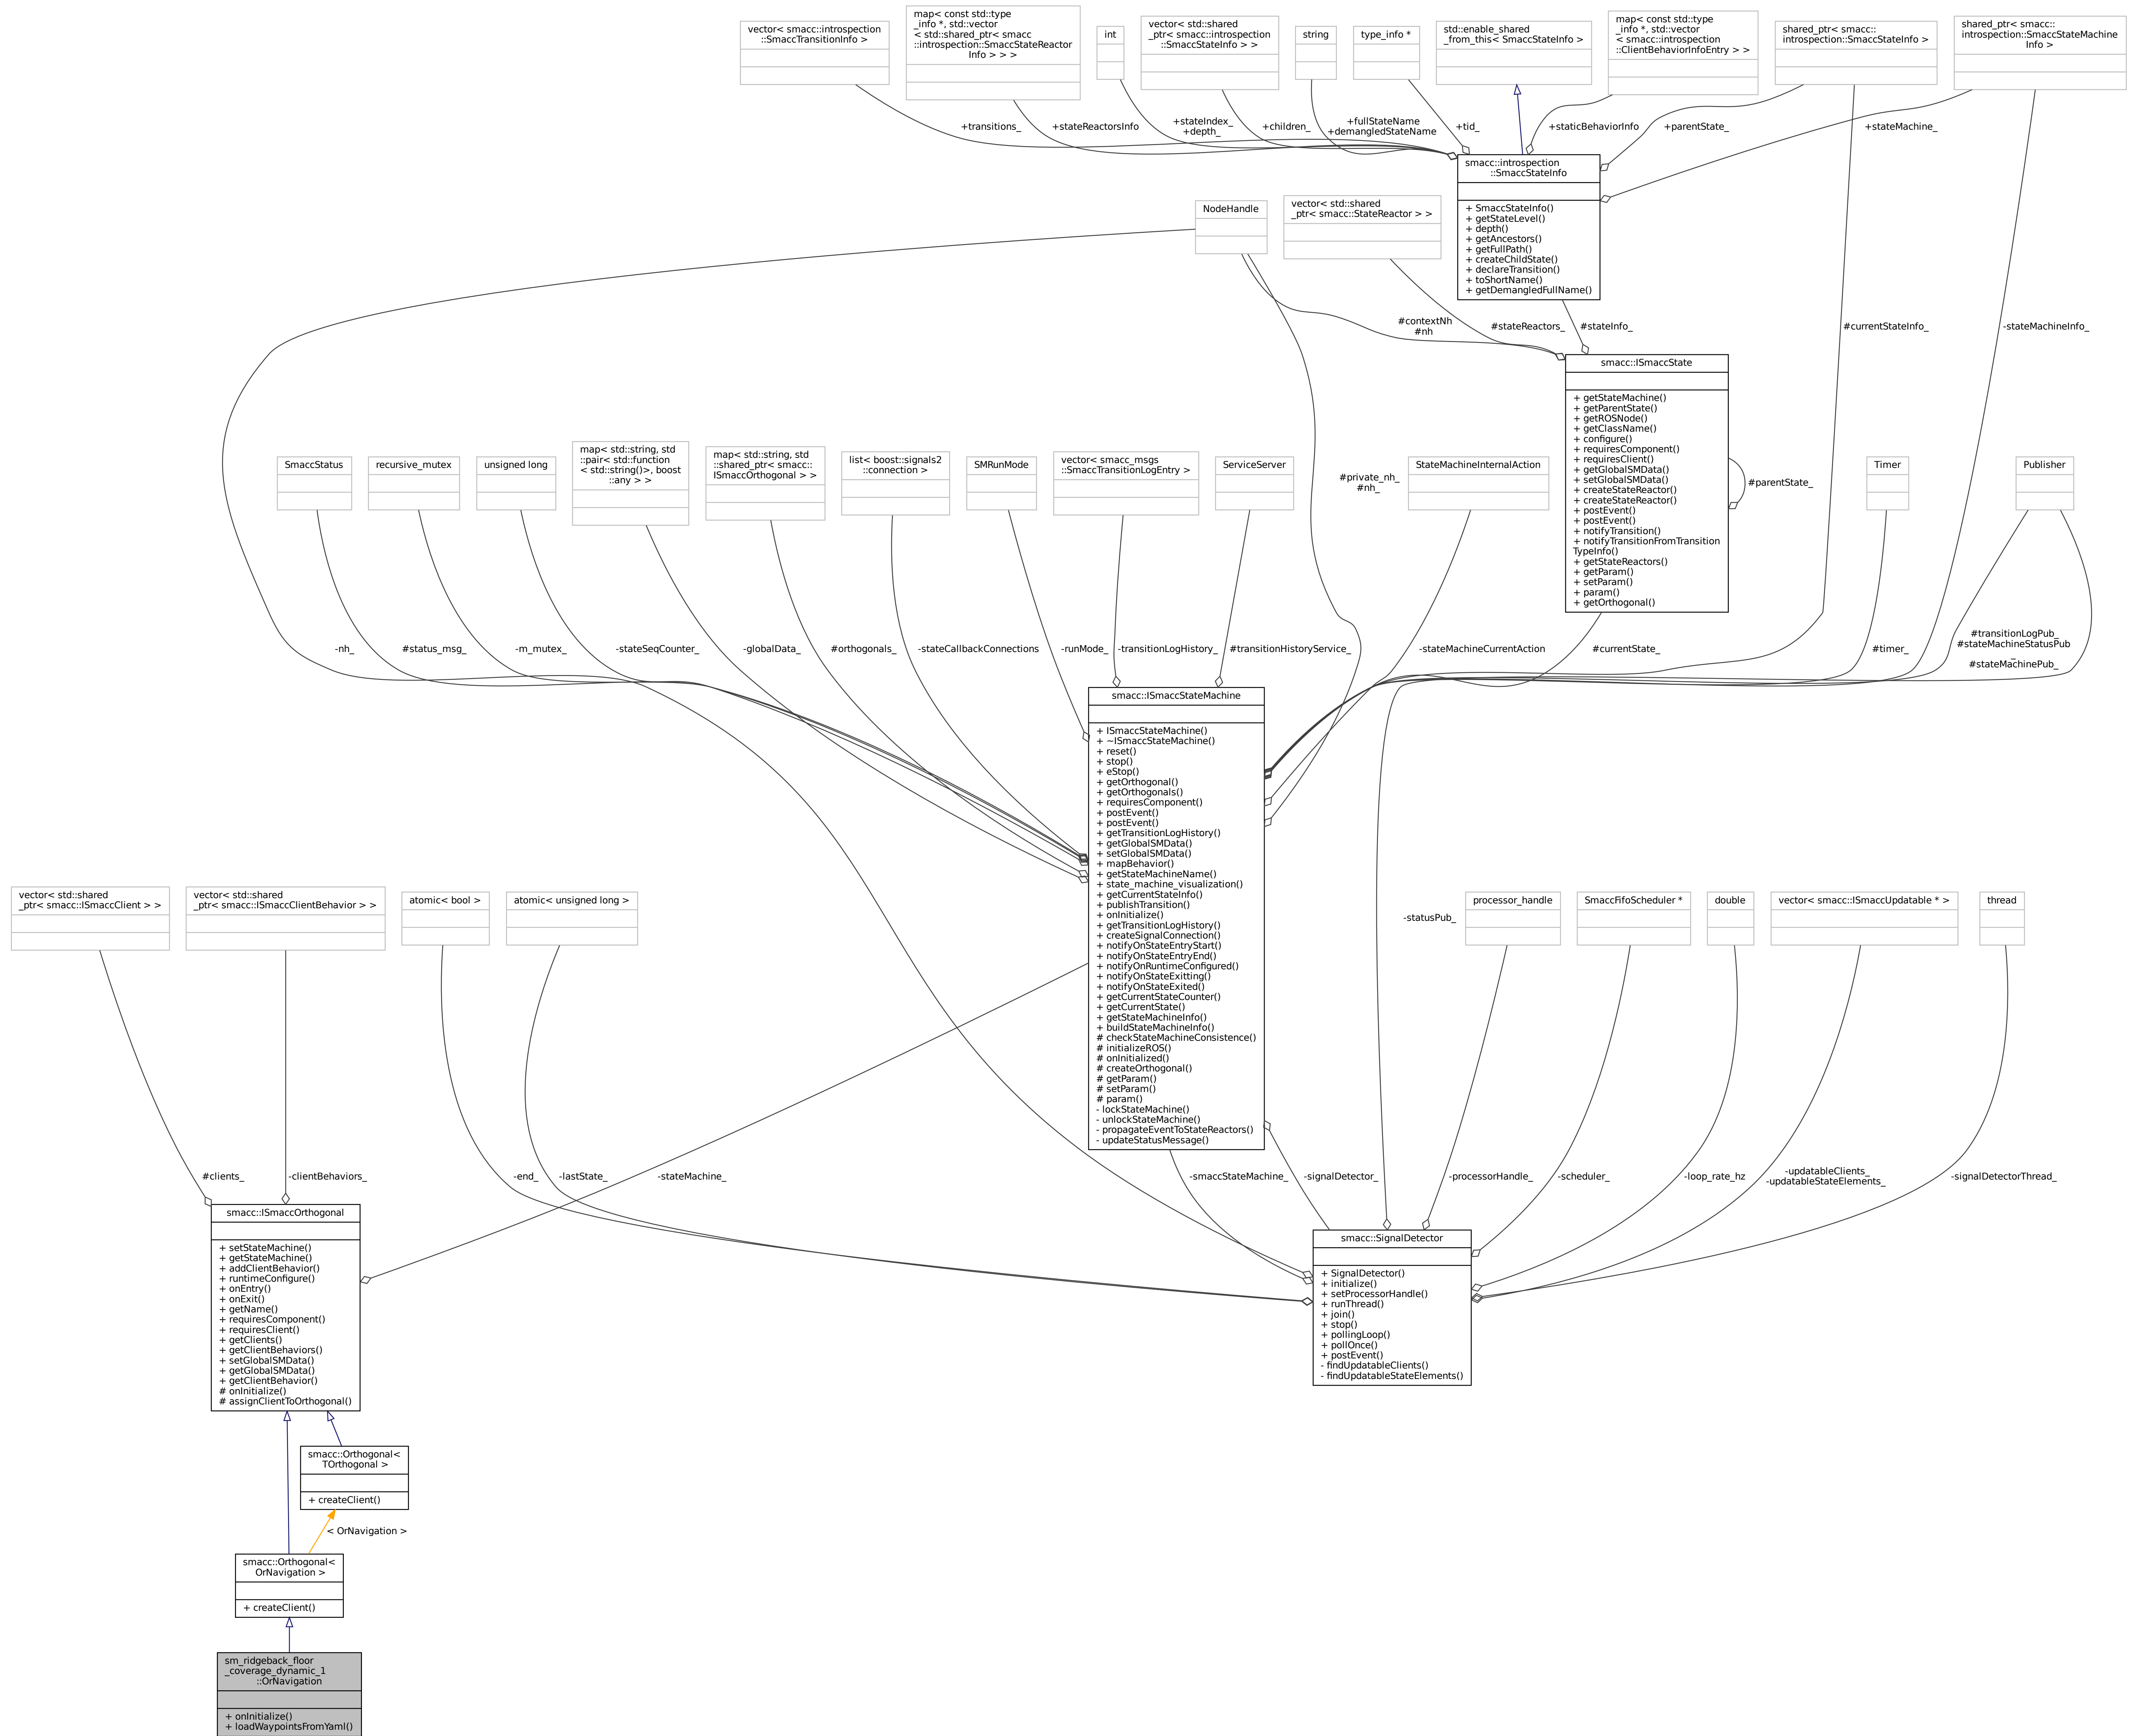 vector< smacc::introspection
::SmaccTransitionInfo >
map< const std::type
_info *, std::vector
< std::shared_ptr< smacc
::introspection::SmaccStateReactor
Info > > >
int
vector< std::shared
_ptr< smacc::introspection
::SmaccStateInfo > >
string
type_info *
std::enable_shared
_from_this< SmaccStateInfo >
map< const std::type
_info *, std::vector
< smacc::introspection
::ClientBehaviorInfoEntry > >
shared_ptr< smacc::
introspection::SmaccStateInfo >
shared_ptr< smacc::
introspection::SmaccStateMachine
Info >
+transitions_
+stateReactorsInfo
+stateIndex_
+depth_
+children_
+fullStateName
+demangledStateName
+tid_
+staticBehaviorInfo
+parentState_
+stateMachine_
smacc::introspection
::SmaccStateInfo
+ SmaccStateInfo()
+ getStateLevel()
+ depth()
+ getAncestors()
+ getFullPath()
+ createChildState()
+ declareTransition()
+ toShortName()
+ getDemangledFullName()
NodeHandle
vector< std::shared
_ptr< smacc::StateReactor > >
#contextNh
#nh
#stateReactors_
#stateInfo_
#currentStateInfo_
-stateMachineInfo_
smacc::ISmaccState
+ getStateMachine()
+ getParentState()
+ getROSNode()
+ getClassName()
+ configure()
+ requiresComponent()
+ requiresClient()
+ getGlobalSMData()
+ setGlobalSMData()
+ createStateReactor()
+ createStateReactor()
+ postEvent()
+ postEvent()
+ notifyTransition()
+ notifyTransitionFromTransition
TypeInfo()
+ getStateReactors()
+ getParam()
+ setParam()
+ param()
+ getOrthogonal()
#parentState_
SmaccStatus
recursive_mutex
unsigned long
map< std::string, std
::pair< std::function
< std::string()>, boost
::any > >
map< std::string, std
::shared_ptr< smacc::
ISmaccOrthogonal > >
list< boost::signals2
::connection >
SMRunMode
vector< smacc_msgs
::SmaccTransitionLogEntry >
ServiceServer
#private_nh_
#nh_
StateMachineInternalAction
Timer
Publisher
-nh_
#status_msg_
-m_mutex_
-stateSeqCounter_
-globalData_
#orthogonals_
-stateCallbackConnections
-runMode_
-transitionLogHistory_
#transitionHistoryService_
-stateMachineCurrentAction
#currentState_
#timer_
#transitionLogPub_
#stateMachineStatusPub
_
#stateMachinePub_
smacc::ISmaccStateMachine
+ ISmaccStateMachine()
+ ~ISmaccStateMachine()
+ reset()
+ stop()
+ eStop()
+ getOrthogonal()
+ getOrthogonals()
+ requiresComponent()
+ postEvent()
+ postEvent()
+ getTransitionLogHistory()
+ getGlobalSMData()
+ setGlobalSMData()
+ mapBehavior()
+ getStateMachineName()
+ state_machine_visualization()
+ getCurrentStateInfo()
+ publishTransition()
+ onInitialize()
+ getTransitionLogHistory()
+ createSignalConnection()
+ notifyOnStateEntryStart()
+ notifyOnStateEntryEnd()
+ notifyOnRuntimeConfigured()
+ notifyOnStateExitting()
+ notifyOnStateExited()
+ getCurrentStateCounter()
+ getCurrentState()
+ getStateMachineInfo()
+ buildStateMachineInfo()
# checkStateMachineConsistence()
# initializeROS()
# onInitialized()
# createOrthogonal()
# getParam()
# setParam()
# param()
- lockStateMachine()
- unlockStateMachine()
- propagateEventToStateReactors()
- updateStatusMessage()
vector< std::shared
_ptr< smacc::ISmaccClient > >
vector< std::shared
_ptr< smacc::ISmaccClientBehavior > >
atomic< bool >
atomic< unsigned long >
-statusPub_
processor_handle
SmaccFifoScheduler *
double
vector< smacc::ISmaccUpdatable * >
thread
#clients_
-clientBehaviors_
-end_
-lastState_
-stateMachine_
-smaccStateMachine_
-signalDetector_
-processorHandle_
-scheduler_
-loop_rate_hz
-updatableClients_
-updatableStateElements_
-signalDetectorThread_
smacc::ISmaccOrthogonal
+ setStateMachine()
+ getStateMachine()
+ addClientBehavior()
+ runtimeConfigure()
+ onEntry()
+ onExit()
+ getName()
+ requiresComponent()
+ requiresClient()
+ getClients()
+ getClientBehaviors()
+ setGlobalSMData()
+ getGlobalSMData()
+ getClientBehavior()
# onInitialize()
# assignClientToOrthogonal()
smacc::SignalDetector
+ SignalDetector()
+ initialize()
+ setProcessorHandle()
+ runThread()
+ join()
+ stop()
+ pollingLoop()
+ pollOnce()
+ postEvent()
- findUpdatableClients()
- findUpdatableStateElements()
smacc::Orthogonal<
TOrthogonal >
+ createClient()
< OrNavigation >
smacc::Orthogonal<
OrNavigation >
+ createClient()
sm_ridgeback_floor
_coverage_dynamic_1
::OrNavigation
+ onInitialize()
+ loadWaypointsFromYaml()